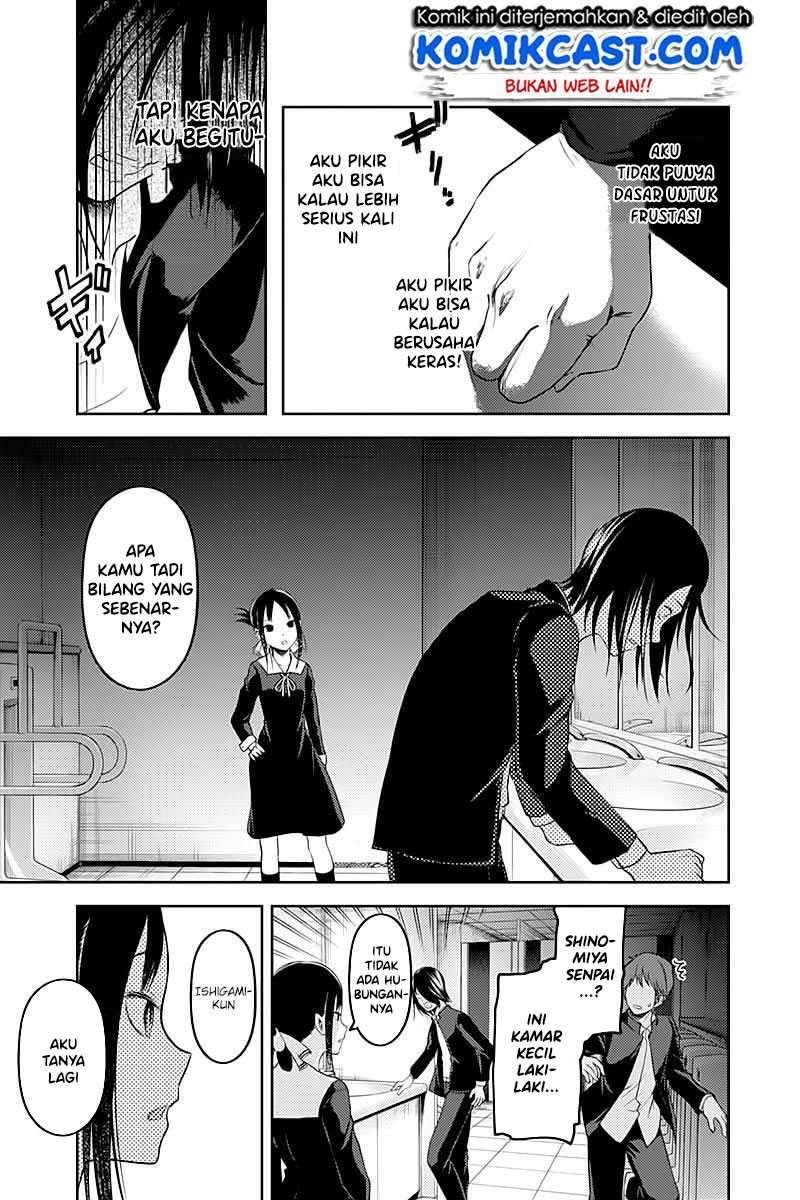 Komik ini diterjemahkan & diedit oleh
KOMIKCAST.COM
BUKAN WEB LAIN!!
AKU
TIDAK PUNYA
DASAR UNTUK
FRUSTASI
AKU PIKIR
AKU BISA
KALAU LEBIH
SERIUS KALI
INI
AKU PIKIR
AKU BISA
KALAU
BERUSAHA
KERAS!
TAPI KENAPA
AKU BEGITU-
APA
KAMU TADI
BILANG YANG
SEBENAR-
NYA?
SHINO-
MIYA
SENPAI
...?
INI
KAMAR
KECIL
LAKI-
LAKI...
ITU
TIDAK
ADA HU-
BUNGAN-
NYA
ISHIGAMI-
KUN
AKU
TANYA
LAGI